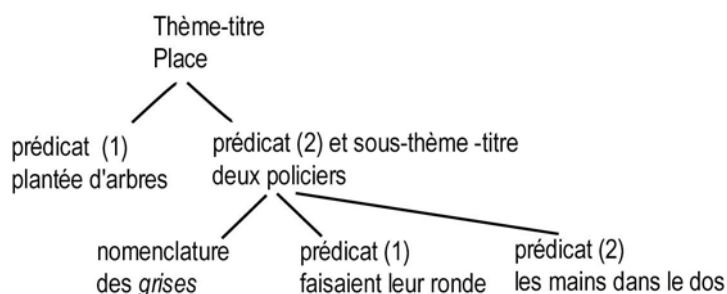 Thème-titre
Place
prédicat (1)
plantée d'arbres
prédicat (2) et sous-thème -titre
deux policiers
nomenclature
des grises
prédicat (1)
faisaient leur ronde
prédicat (2)
les mains dans le dos